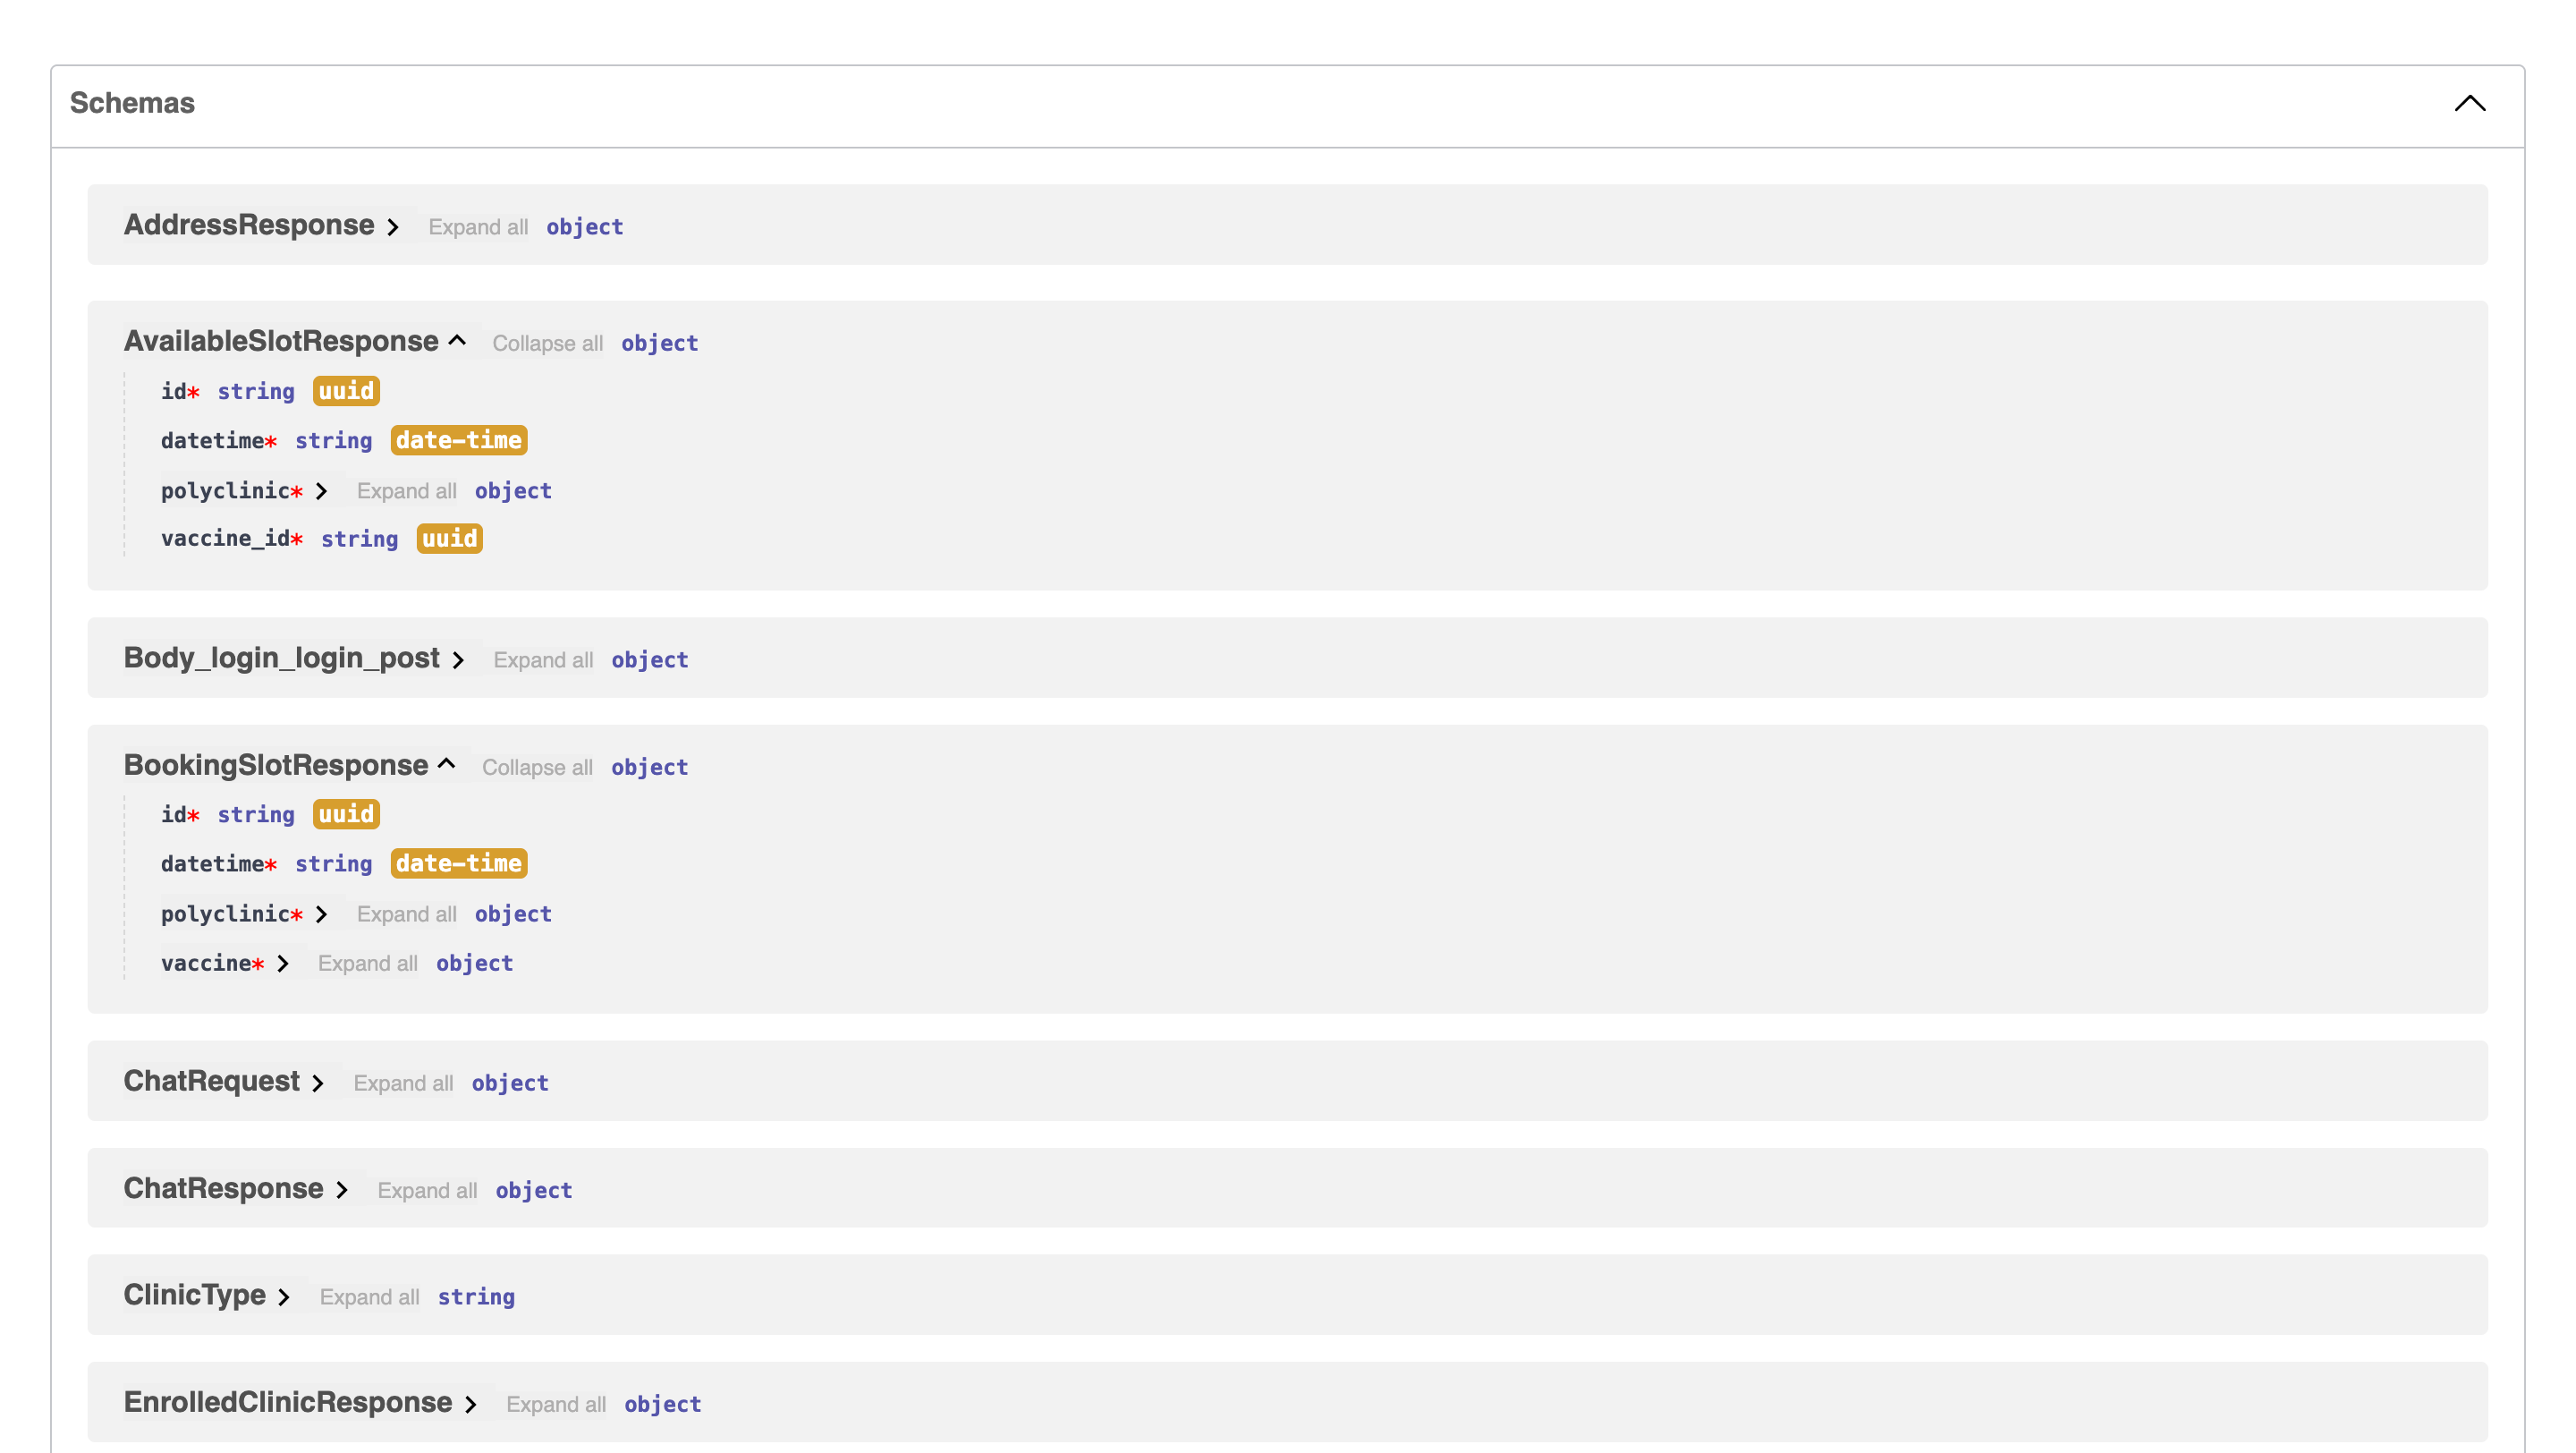 Schemas
AddressResponse Expand all object
AvailableSlotResponse Collapse all object
id* string uuid
datetime* string date-time
polyclinic* Expand all object
vaccine_id* string uuid
Body_login_login_post Expand all object
BookingSlotResponse Collapse all object
id* string uuid
datetime* string date-time
polyclinic* Expand all object
vaccine* Expand all object
ChatRequest Expand all object
ChatResponse Expand all object
ClinicType Expand all string
EnrolledClinicResponse Expand all object